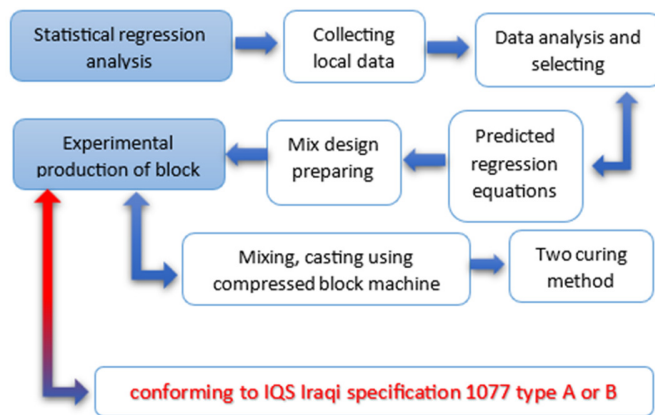 Statistical regression
analysis
Collecting
local data
Data analysis and
selecting
Experimental
production of block
Mix design
preparing
Predicted
regression
equations
Mixing, casting using
compressed block machine
Two curing
method
conforming to IQS Iraqi specification 1077 type A or B